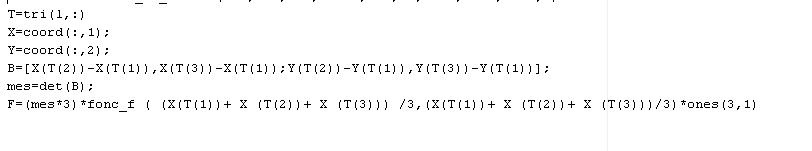 T=tri(l,:)
X=coord(:,1);
Y=coord(:,2);
B=[X(T(2))-X(T(1)),X(T(3))-X(T(1));Y(T(2))-Y(T(1)),Y(T(3))-Y(T(1))];
mes=det(B);
F=(mes*3)*fonc_f ( (X(T(1))+ X (T(2))+ X (T(3))) /3,(X(T(1))+ X (T(2))+ X (T(3)))/3)*ones(3,1)